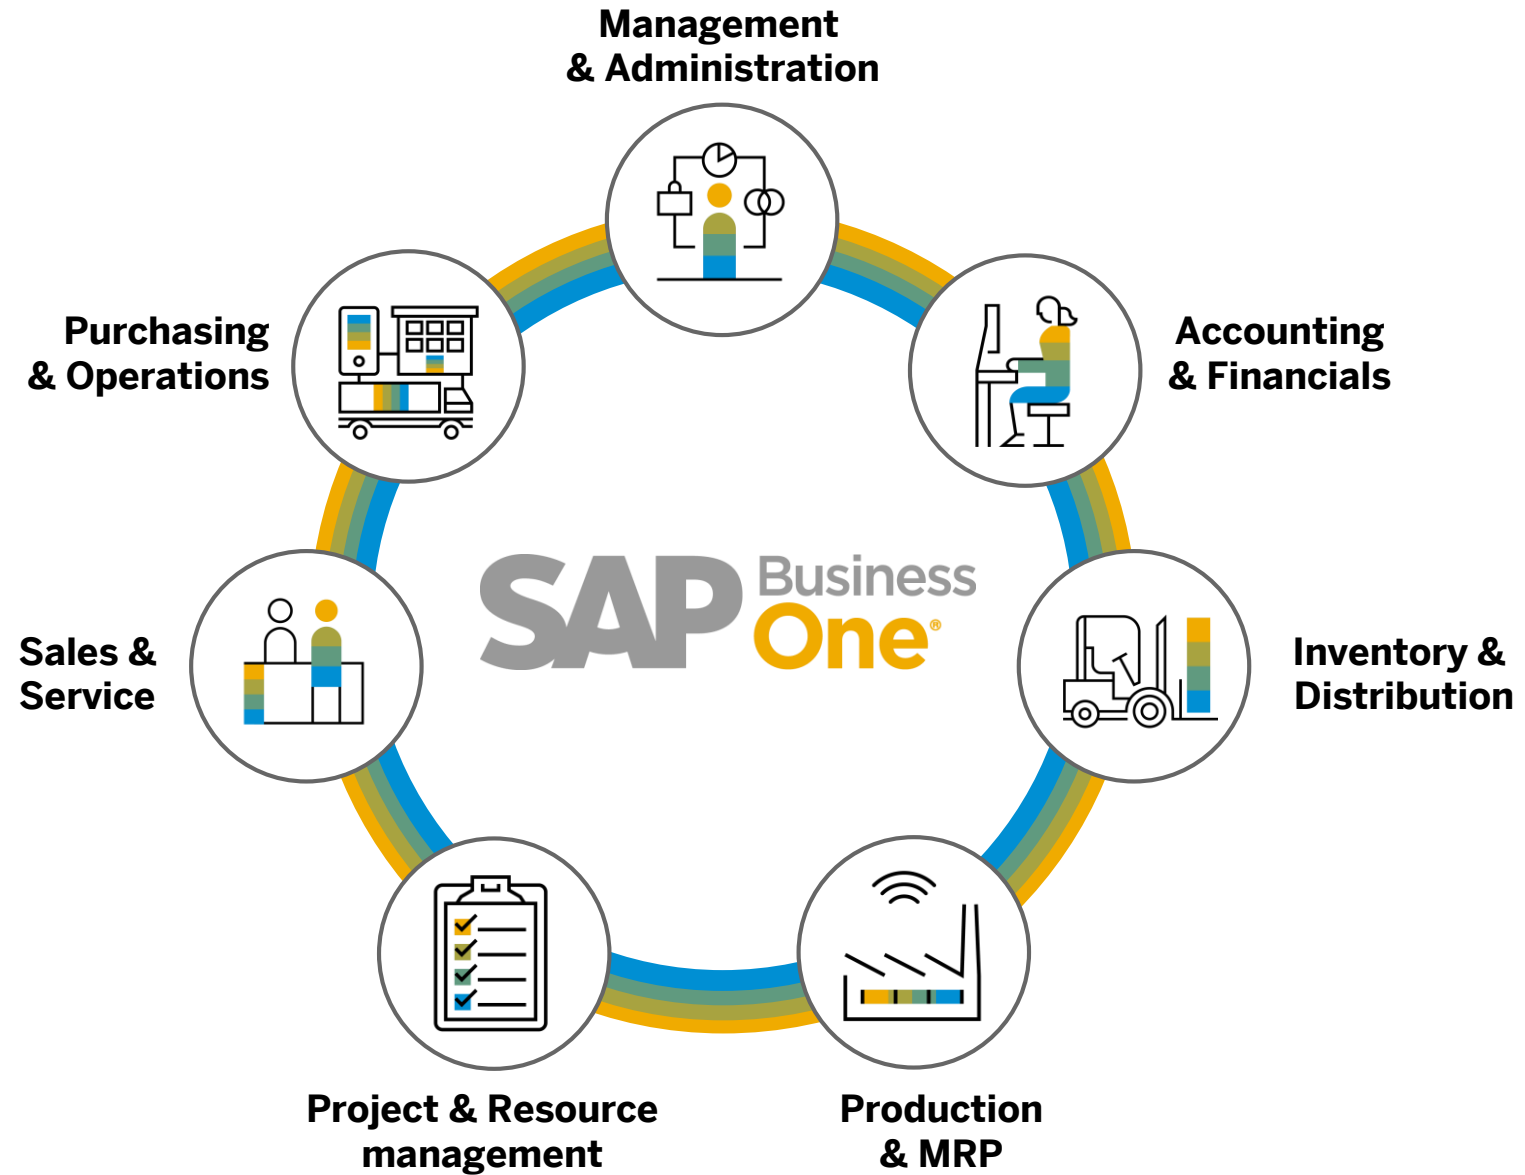 Management
& Administration
Accounting
& Financials
Inventory &
Distribution
Production
& MRP
Project & Resource
management
Sales &
Service
Purchasing
& Operations
SAP Business
One®